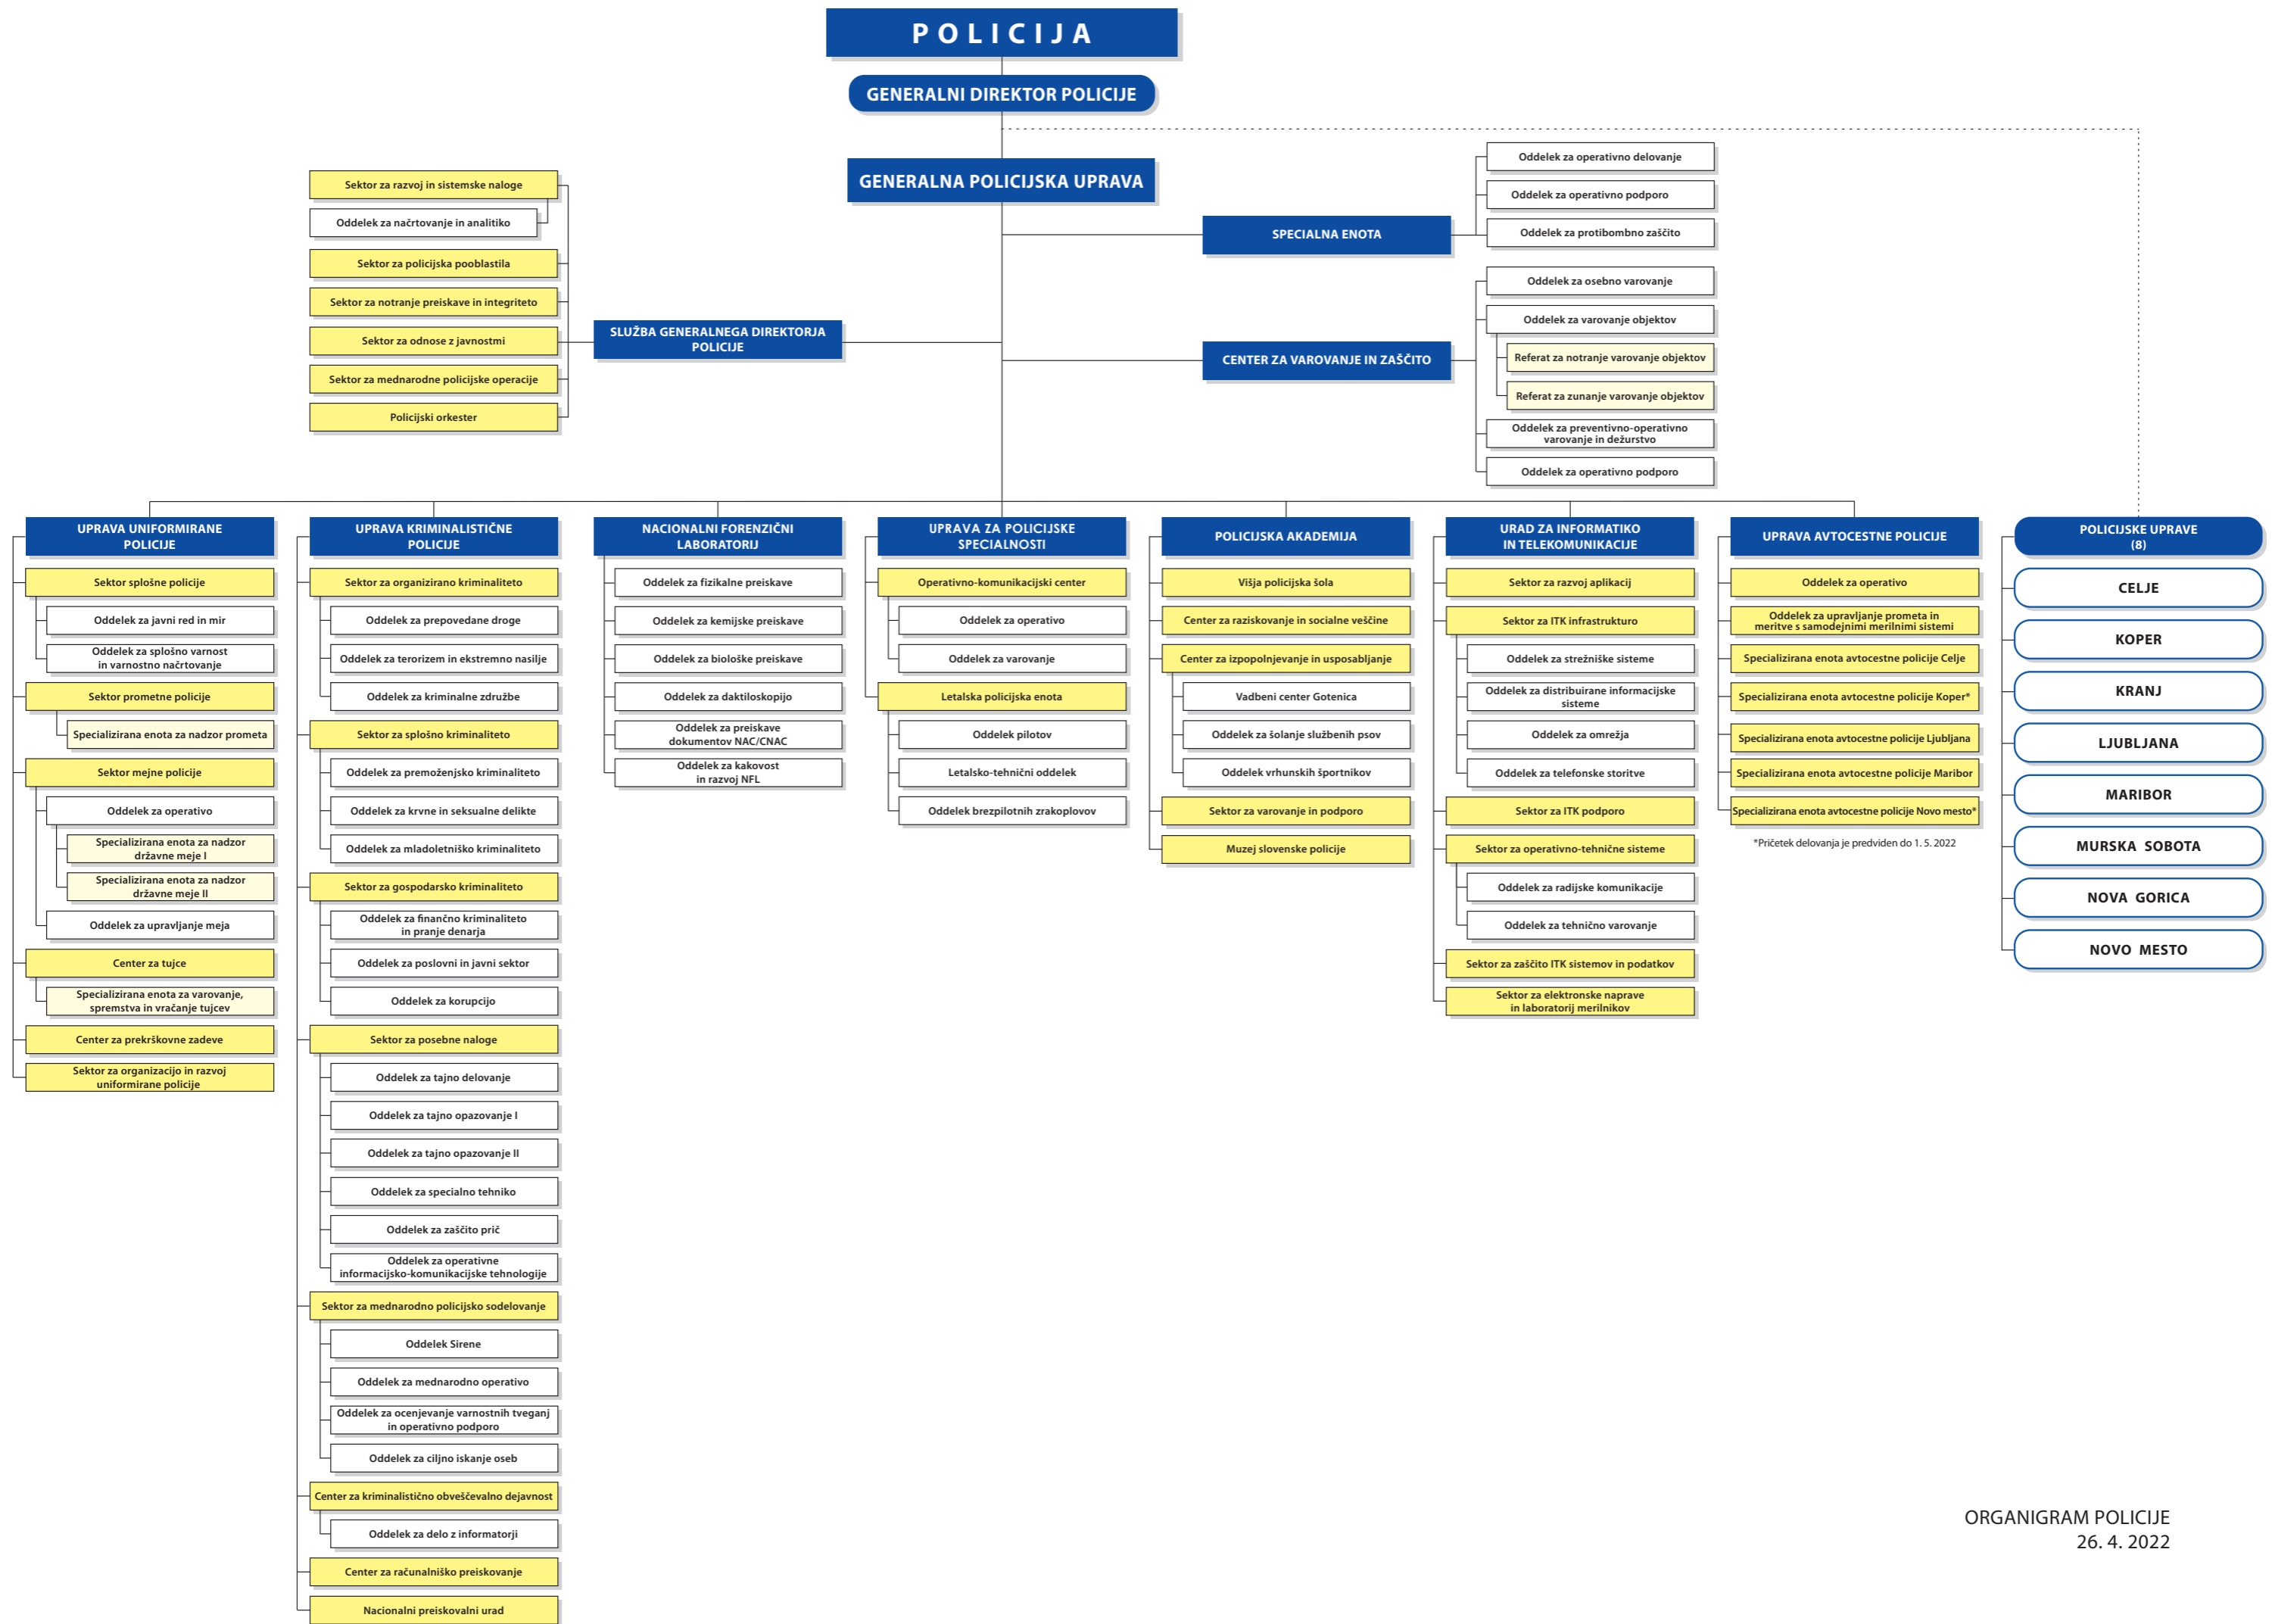 POLICIJA
GENERALNI DIREKTOR POLICIJE
GENERALNA POLICIJSKA UPRAVA
Sektor za razvoj in sistemske naloge
Oddelek za načrtovanje in analitiko
Sektor za policijska pooblastila
Sektor za notranje preiskave in integriteto
Sektor za odnose z javnostmi
Sektor za mednarodne policijske operacije
Policijski orkester
SLUŽBA GENERALNEGA DIREKTORJA
POLICIJE
SPECIALNA ENOTA
Oddelek za operativno delovanje
Oddelek za operativno podporo
Oddelek za protibombno zaščito
CENTER ZA VAROVANJE IN ZAŠČITO
Oddelek za osebno varovanje
Oddelek za varovanje objektov
Referat za notranje varovanje objektov
Referat za zunanje varovanje objektov
Oddelek za preventivno-operativno
varovanje in dežurstvo
Oddelek za operativno podporo
UPRAVA UNIFORMIRANE
POLICIJE
Sektor splošne policije
Oddelek za javni red in mir
Oddelek za splošno varnost
in varnostno načrtovanje
Sektor prometne policije
Specializirana enota za nadzor prometa
Sektor mejne policije
Oddelek za operativo
Specializirana enota za nadzor
državne meje I
Specializirana enota za nadzor
državne meje II
Oddelek za upravljanje meja
Center za tujce
Specializirana enota za varovanje,
spremstva in vračanje tujcev
Center za prekrškovne zadeve
Sektor za organizacijo in razvoj
uniformirane policije
UPRAVA KRIMINALISTIČNE
POLICIJE
Sektor za organizirano kriminaliteto
Oddelek za prepovedane droge
Oddelek za terorizem in ekstremno nasilje
Oddelek za kriminalne združbe
Sektor za splošno kriminaliteto
Oddelek za premoženjsko kriminaliteto
Oddelek za krvne in seksualne delikte
Oddelek za mladoletniško kriminaliteto
Sektor za gospodarsko kriminaliteto
Oddelek za finančno kriminaliteto
in pranje denarja
Oddelek za poslovni in javni sektor
Oddelek za korupcijo
Sektor za posebne naloge
Oddelek za tajno delovanje
Oddelek za tajno opazovanje I
Oddelek za tajno opazovanje II
Oddelek za specialno tehniko
Oddelek za zaščito prič
Oddelek za operativne
informacijsko-komunikacijske tehnologije
Sektor za mednarodno policijsko sodelovanje
Oddelek Sirene
Oddelek za mednarodno operativo
Oddelek za ocenjevanje varnostnih tveganj
in operativno podporo
Oddelek za ciljno iskanje oseb
Center za kriminalistično obveščevalno dejavnost
Oddelek za delo z informatorji
Center za računalniško preiskovanje
Nacionalni preiskovalni urad
NACIONALNI FORENZIČNI
LABORATORIJ
Oddelek za fizikalne preiskave
Oddelek za kemijske preiskave
Oddelek za biološke preiskave
Oddelek za daktiloskopijo
Oddelek za preiskave
dokumentov NAC/CNAC
Oddelek za kakovost
in razvoj NFL
UPRAVA ZA POLICIJSKE
SPECIALNOSTI
Operativno-komunikacijski center
Oddelek za operativo
Oddelek za varovanje
Letalska policijska enota
Oddelek pilotov
Letalsko-tehnični oddelek
Oddelek brezpilotnih zrakoplovov
POLICIJSKA AKADEMIJA
Višja policijska šola
Center za raziskovanje in socialne veščine
Center za izpopolnjevanje in usposabljanje
Vadbeni center Gotenica
Oddelek za šolanje službenih psov
Oddelek vrhunskih športnikov
Sektor za varovanje in podporo
Muzej slovenske policije
URAD ZA INFORMATIKO
IN TELEKOMUNIKACIJE
Sektor za razvoj aplikacij
Sektor za ITK infrastrukturo
Oddelek za strežniške sisteme
Oddelek za distribuirane informacijske
sisteme
Oddelek za omrežja
Oddelek za telefonske storitve
Sektor za ITK podporo
Sektor za operativno-tehnične sisteme
Oddelek za radijske komunikacije
Oddelek za tehnično varovanje
Sektor za zaščito ITK sistemov in podatkov
Sektor za elektronske naprave
in laboratorij merilnikov
UPRAVA AVTOCESTNE POLICIJE
Oddelek za operativo
Oddelek za upravljanje prometa in
meritve s samodejnimi merilnimi sistemi
Specializirana enota avtocestne policije Celje
Specializirana enota avtocestne policije Koper*
Specializirana enota avtocestne policije Ljubljana
Specializirana enota avtocestne policije Maribor
Specializirana enota avtocestne policije Novo mesto*
*Pričetek delovanja je predviden do 1. 5. 2022
POLICIJSKE UPRAVE
(8)
CELJE
KOPER
KRANJ
LJUBLJANA
MARIBOR
MURSKA SOBOTA
NOVA GORICA
NOVO MESTO
ORGANIGRAM POLICIJE
26. 4. 2022